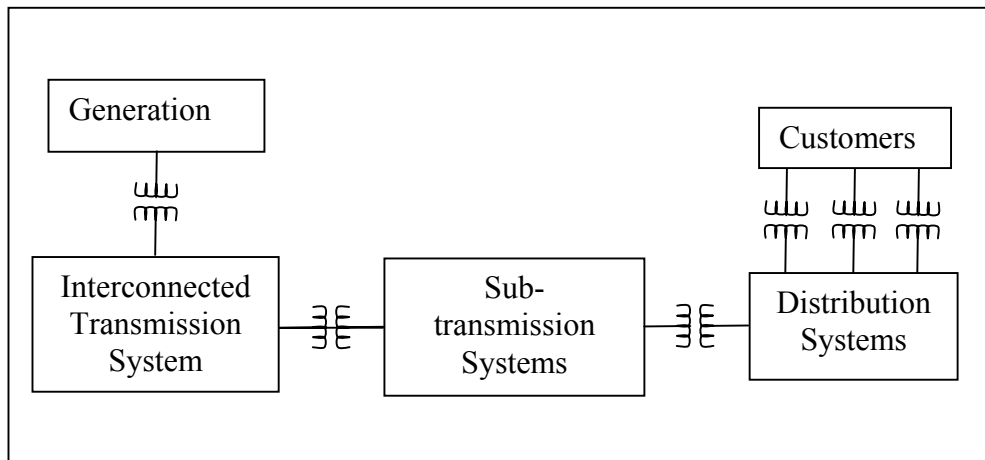 Generation
Customers
Interconnected
Transmission
System
Sub-
transmission
Systems
Distribution
Systems